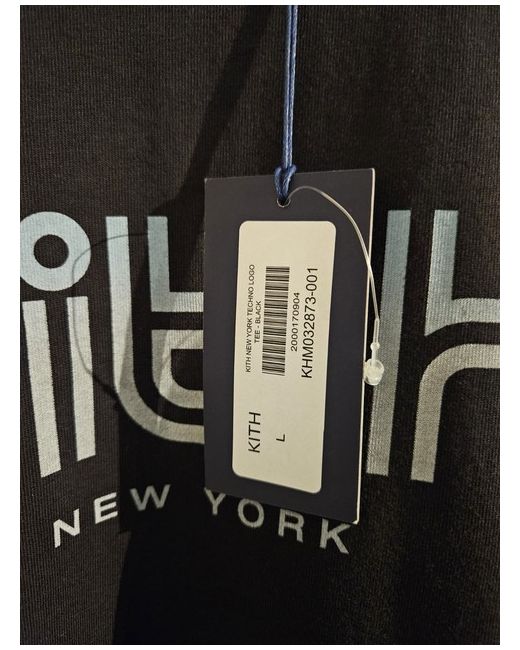 KITH NEW YORK TECHNO LOGO
TEE - BLACK
2000170904
KHM032873-001
KITH
L
NEW YORK